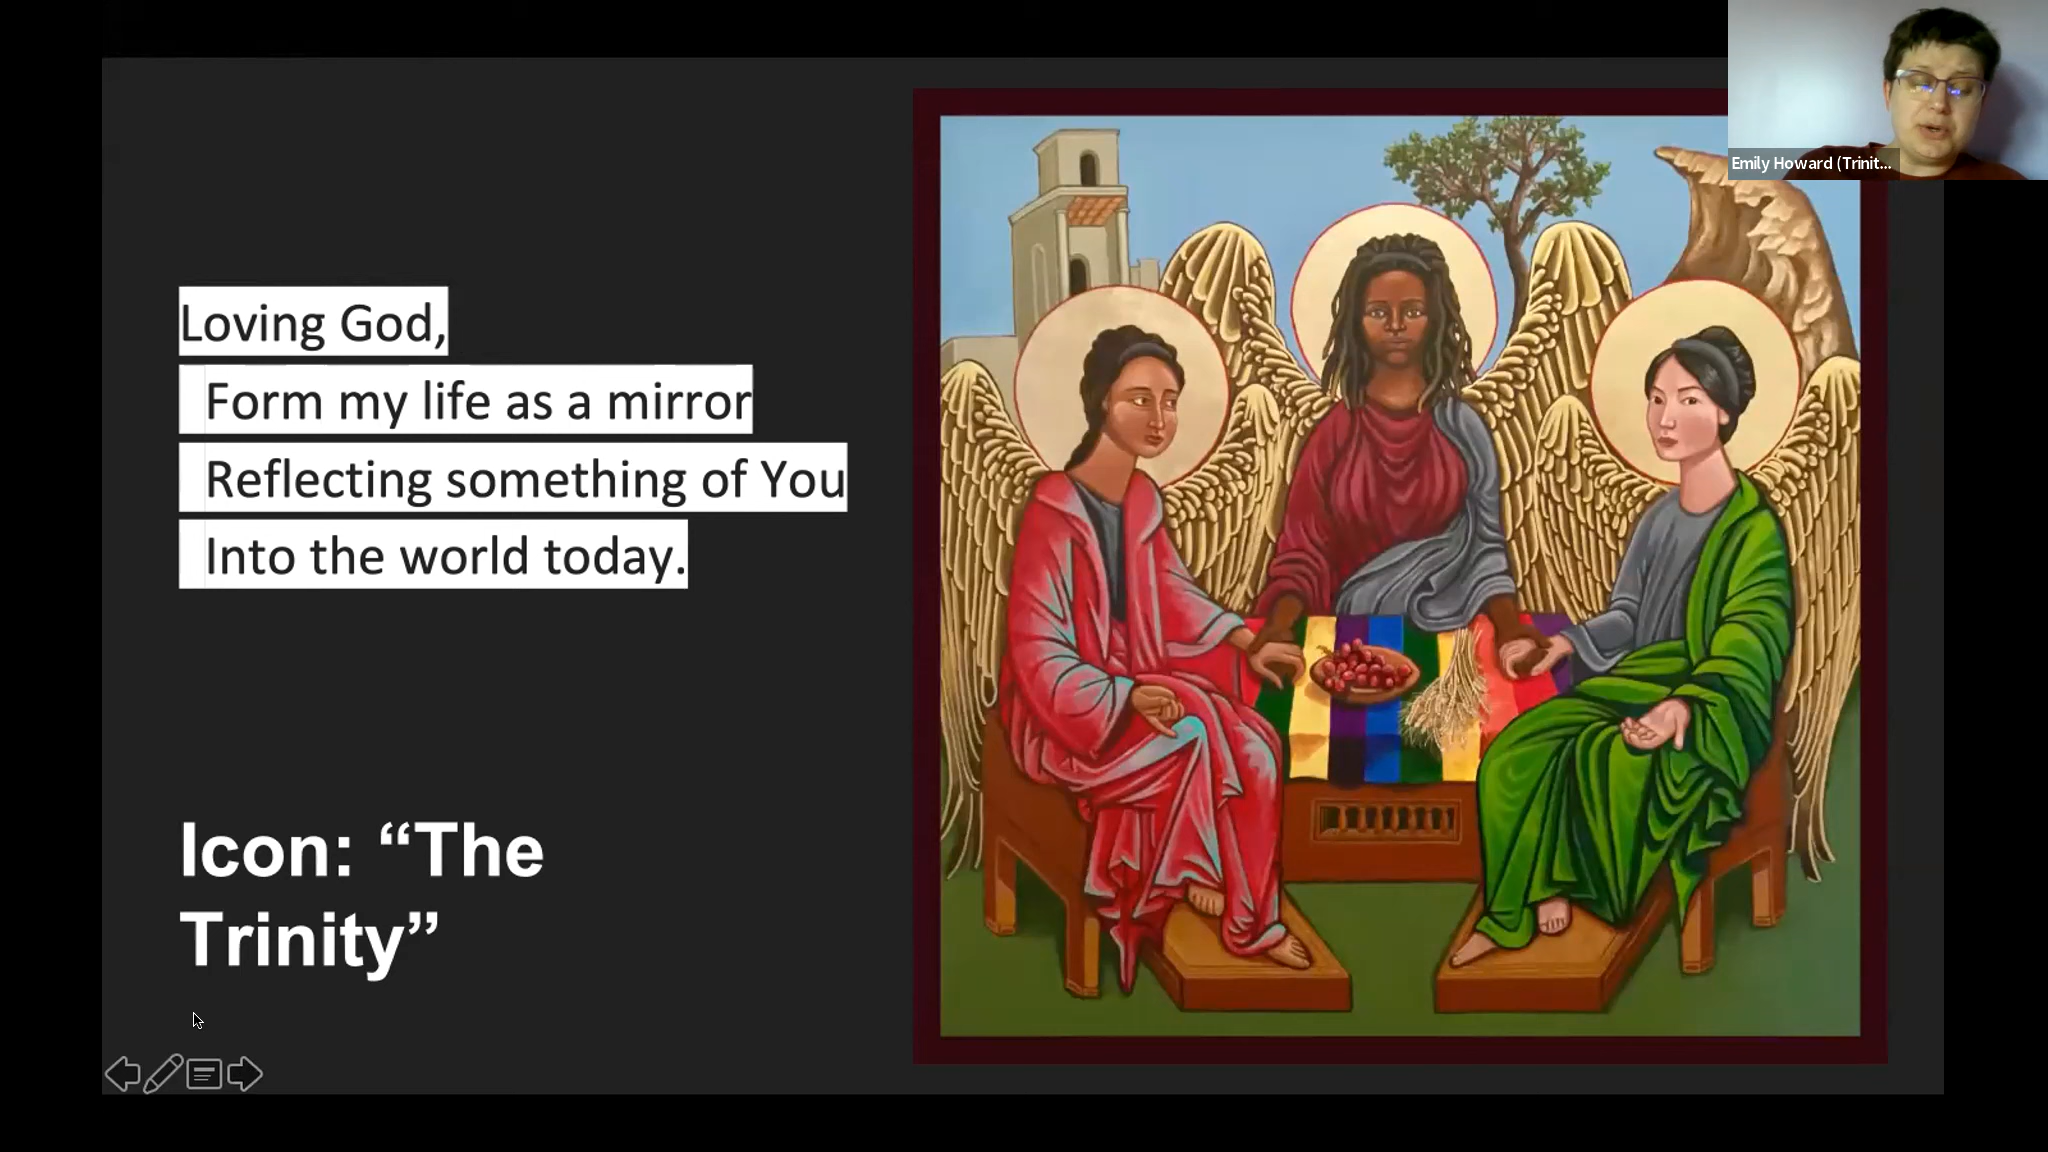 Emily Howard (Trinit...
Loving God,
Form my life as a mirror
Reflecting something of You
Into the world today.
Icon: “The
Trinity”